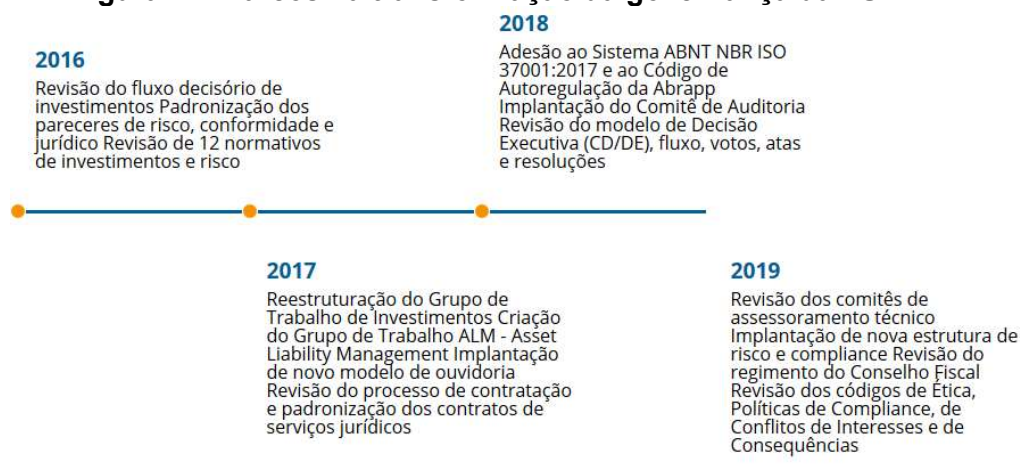 2016
Revisão do fluxo decisório de
investimentos Padronização dos
pareceres de risco, conformidade e
jurídico Revisão de 12 normativos
de investimentos e risco
2018
Adesão ao Sistema ABNT NBR ISO
37001:2017 e ao Código de
Autoregulação da Abrapp
Implantação do Comitê de Auditoria
Revisão do modelo de Decisão
Executiva (CD/DE), fluxo, votos, atas
e resoluções
2017
Reestruturação do Grupo de
Trabalho de Investimentos Criação
do Grupo de Trabalho ALM - Asset
Liability Management Implantação
de novo modelo de ouvidoria
Revisão do processo de contratação
e padronização dos contratos de
serviços jurídicos
2019
Revisão dos comitês de
assessoramento técnico
Implantação de nova estrutura de
risco e compliance Revisão do
regimento do Conselho Fiscal
Revisão dos códigos de Ética,
Políticas de Compliance, de
Conflitos de Interesses e de
Consequências